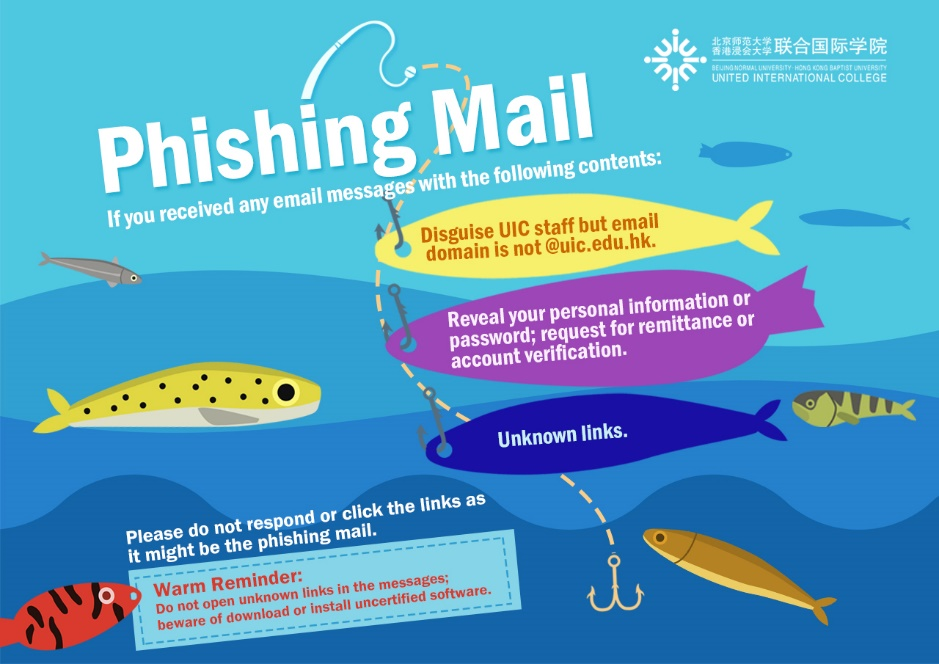 北京师范大学
香港浸会大学 联合国际学院
BEIJING NORMAL UNIVERSITY · HONG KONG BAPTIST UNIVERSITY
UNITED INTERNATIONAL COLLEGE
Phishing Mail
If you received any email messages with the following contents:
Disguise UIC staff but email
domain is not @uic.edu.hk.
Reveal your personal information or
password; request for remittance or
account verification.
Unknown links.
Please do not respond or click the links as
it might be the phishing mail.
Warm Reminder:
Do not open unknown links in the messages;
beware of download or install uncertified software.